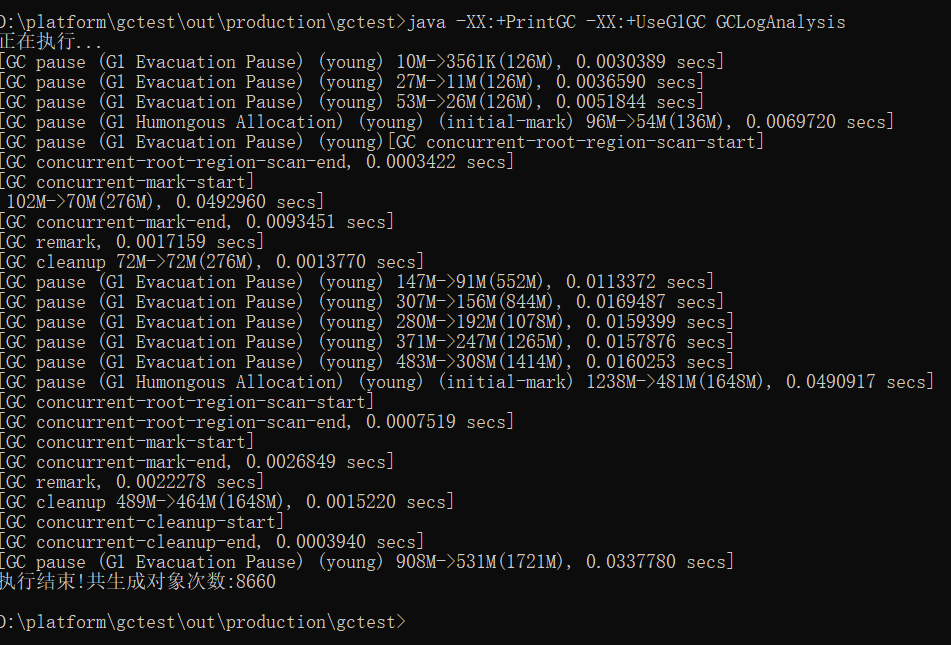 D:\platform\gctest\out\production\gctest>java -XX:+PrintGC -XX:+UseG1GC GCLogAnalysis
正在执行...
[GC pause (G1 Evacuation Pause) (young) 10M->3561K(126M), 0.0030389 secs]
[GC pause (G1 Evacuation Pause) (young) 27M->11M(126M), 0.0036590 secs]
[GC pause (G1 Evacuation Pause) (young) 53M->26M(126M), 0.0051844 secs]
[GC pause (G1 Humongous Allocation) (young) (initial-mark) 96M->54M(136M), 0.0069720 secs]
[GC pause (G1 Evacuation Pause) (young)[GC concurrent-root-region-scan-start]
[GC concurrent-root-region-scan-end, 0.0003422 secs]
[GC concurrent-mark-start]
 102M->70M(276M), 0.0492960 secs]
[GC concurrent-mark-end, 0.0093451 secs]
[GC remark, 0.0017159 secs]
[GC cleanup 72M->72M(276M), 0.0013770 secs]
[GC pause (G1 Evacuation Pause) (young) 147M->91M(552M), 0.0113372 secs]
[GC pause (G1 Evacuation Pause) (young) 307M->156M(844M), 0.0169487 secs]
[GC pause (G1 Evacuation Pause) (young) 280M->192M(1078M), 0.0159399 secs]
[GC pause (G1 Evacuation Pause) (young) 371M->247M(1265M), 0.0157876 secs]
[GC pause (G1 Evacuation Pause) (young) 483M->308M(1414M), 0.0160253 secs]
[GC pause (G1 Humongous Allocation) (young) (initial-mark) 1238M->481M(1648M), 0.0490917 secs]
[GC concurrent-root-region-scan-start]
[GC concurrent-root-region-scan-end, 0.0007519 secs]
[GC concurrent-mark-start]
[GC concurrent-mark-end, 0.0026849 secs]
[GC remark, 0.0022278 secs]
[GC cleanup 489M->464M(1648M), 0.0015220 secs]
[GC concurrent-cleanup-start]
[GC concurrent-cleanup-end, 0.0003940 secs]
[GC pause (G1 Evacuation Pause) (young) 908M->531M(1721M), 0.0337780 secs]
执行结束!共生成对象次数:8660
D:\platform\gctest\out\production\gctest>